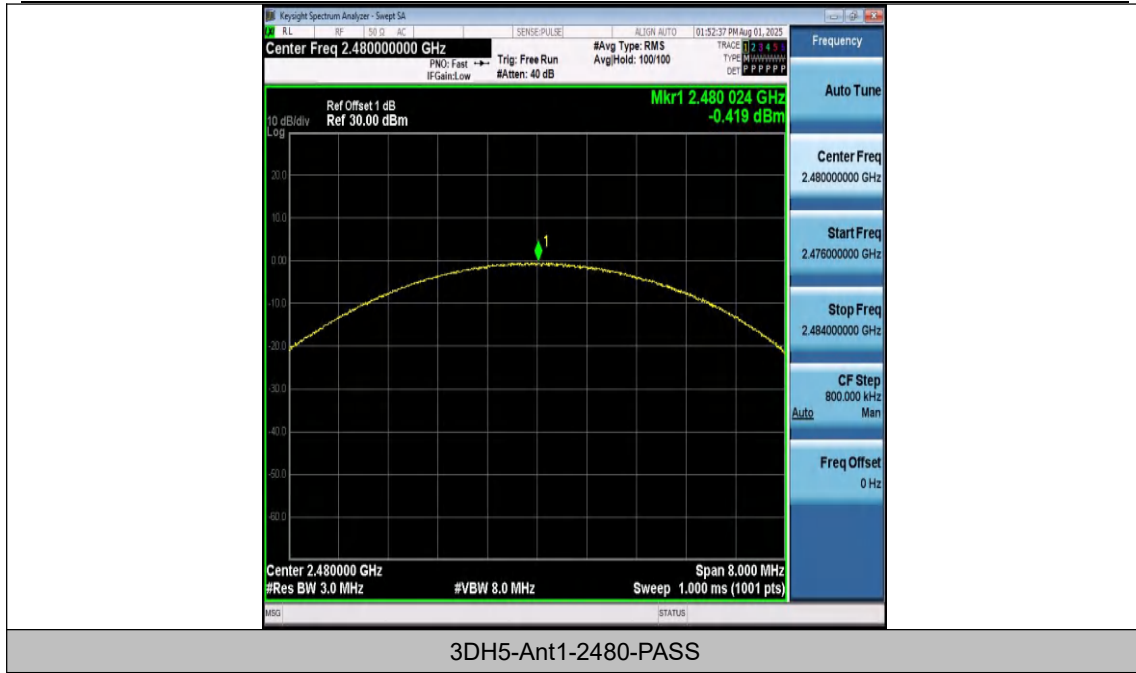 Keysight Spectrum Analyzer - Swept SA
RL RF 50 Ω AC SENSE:PULSE ALIGN AUTO 01:52:37 PM Aug 01, 2025
Center Freq 2.480000000 GHz #Avg Type: RMS TRACE 1 2 3 4 5 6 Frequency
PNO: Fast Trig: Free Run Avg|Hold: 100/100 TYPE M WWWWW
IFGain:Low #Atten: 40 dB DET P P P P P P
Auto Tune
Mkr1 2.480 024 GHz
-0.419 dBm
Ref Offset 1 dB
10 dB/div Ref 30.00 dBm
Log
Center Freq
2.480000000 GHz
20.0
10.0
Start Freq
2.476000000 GHz
1
0.00
-10.0
Stop Freq
2.484000000 GHz
-20.0
-30.0
CF Step
800.000 kHz
Auto Man
-40.0
-50.0
Freq Offset
0 Hz
-60.0
Center 2.480000 GHz Span 8.000 MHz
#Res BW 3.0 MHz #VBW 8.0 MHz Sweep 1.000 ms (1001 pts)
MSG STATUS
3DH5-Ant1-2480-PASS